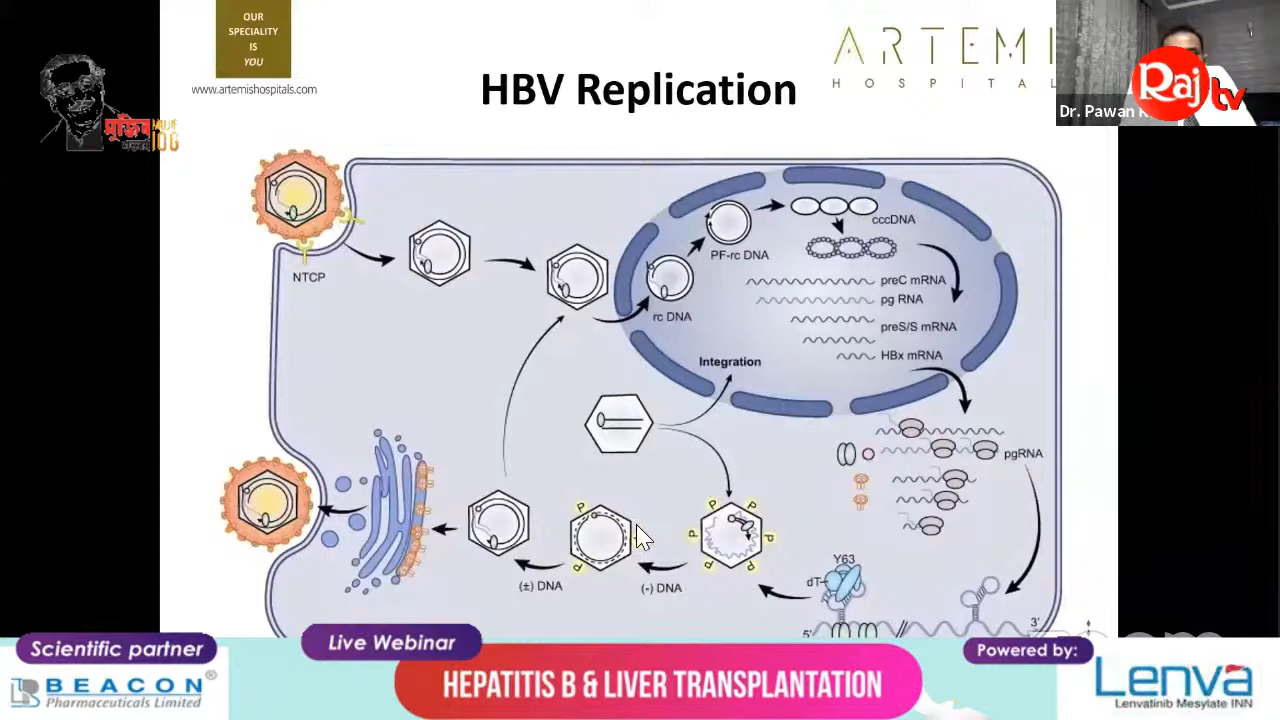 OUR
SPECIALITY
IS
YOU
www.artemishospitals.com
HBV Replication
ARTEMI
HOSPITAL
Raj tv
Dr. Pawan
মুজিব
100
NTCP
cccDNA
PF-rc DNA
rc DNA
preC mRNA
pg RNA
preS/S mRNA
HBx mRNA
Integration
pgRNA
P
P
P
P
P
P
P
P
(±) DNA
(-) DNA
Y63
dT
5'
3'
Scientific partner
BEACON®
Pharmaceuticals Limited
Live Webinar
HEPATITIS B & LIVER TRANSPLANTATION
Powered by:
Lenva
Lenvatinib Mesylate INN